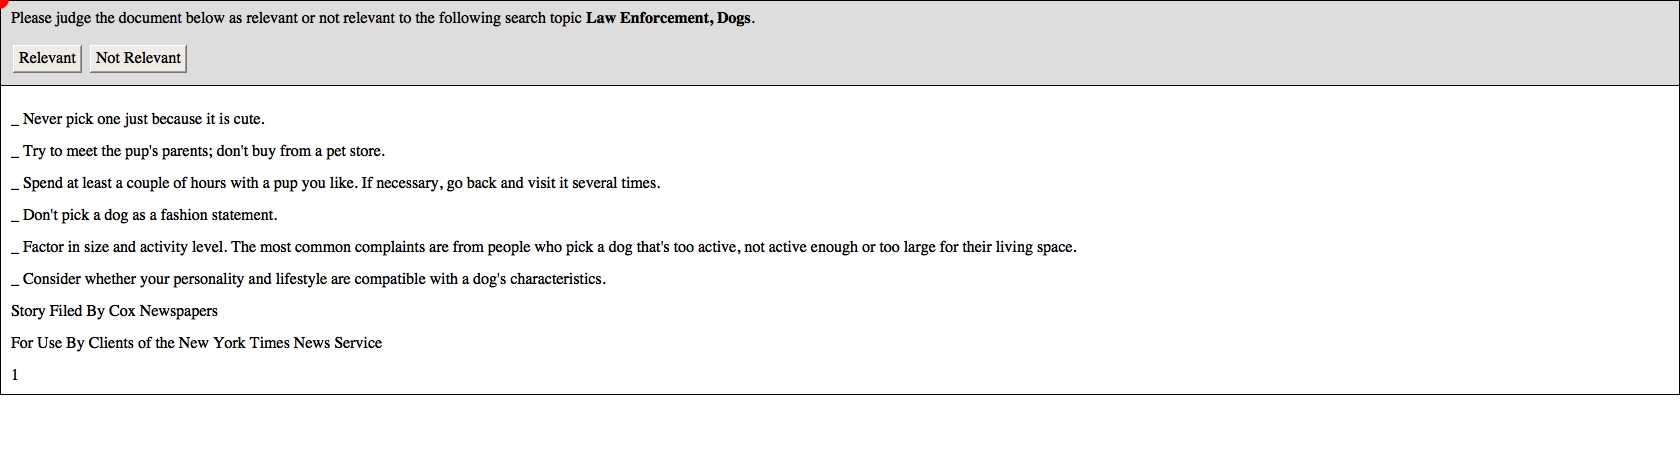 Please judge the document below as relevant or not relevant to the following search topic Law Enforcement, Dogs.
Relevant Not Relevant
_ Never pick one just because it is cute.
_ Try to meet the pup's parents; don't buy from a pet store.
_ Spend at least a couple of hours with a pup you like. If necessary, go back and visit it several times.
_ Don't pick a dog as a fashion statement.
_ Factor in size and activity level. The most common complaints are from people who pick a dog that's too active, not active enough or too large for their living space.
_ Consider whether your personality and lifestyle are compatible with a dog's characteristics.
Story Filed By Cox Newspapers
For Use By Clients of the New York Times News Service
1